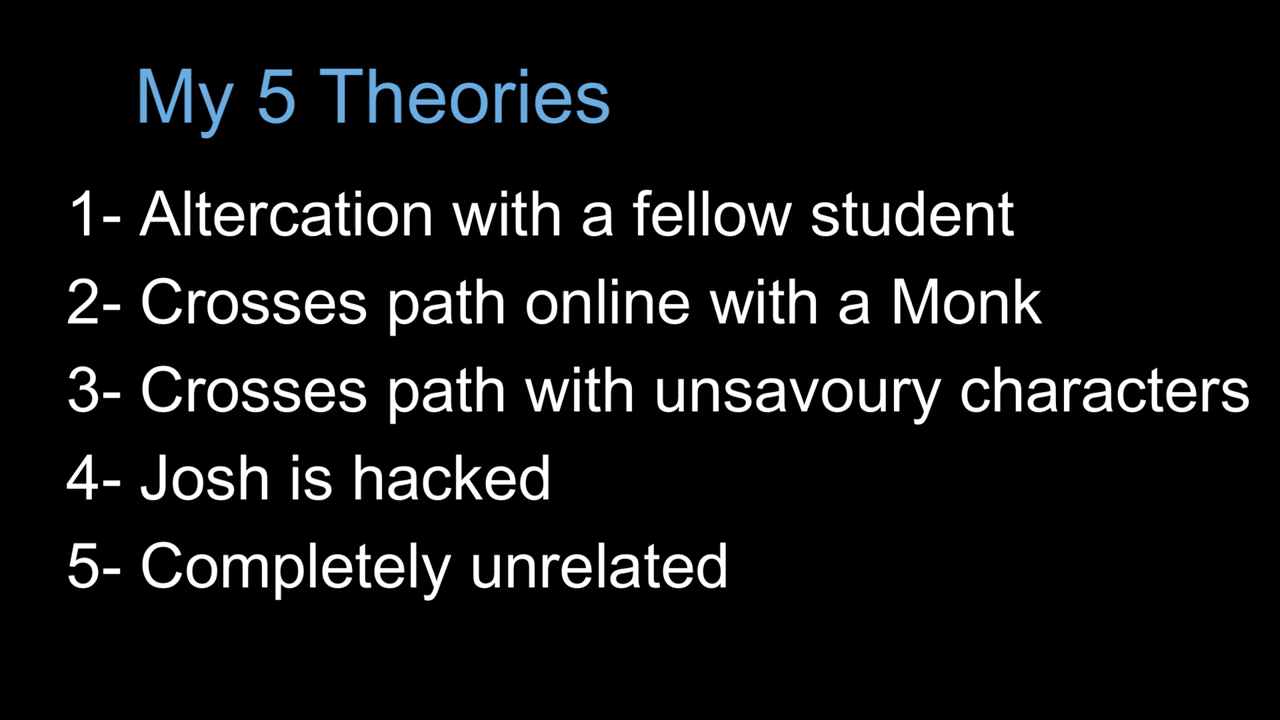 My 5 Theories
1- Altercation with a fellow student
2- Crosses path online with a Monk
3- Crosses path with unsavoury characters
4- Josh is hacked
5- Completely unrelated